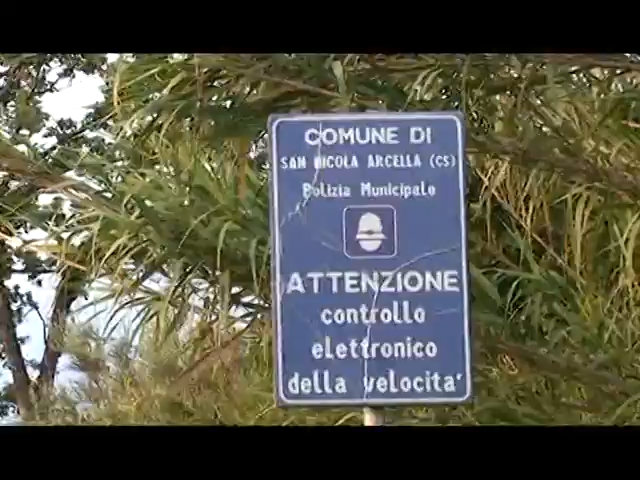 COMUNE DI
SAN NICOLA ARCELLA (CS)
Polizia Municipale
ATTENZIONE
controllo
elettronico
della velocita'